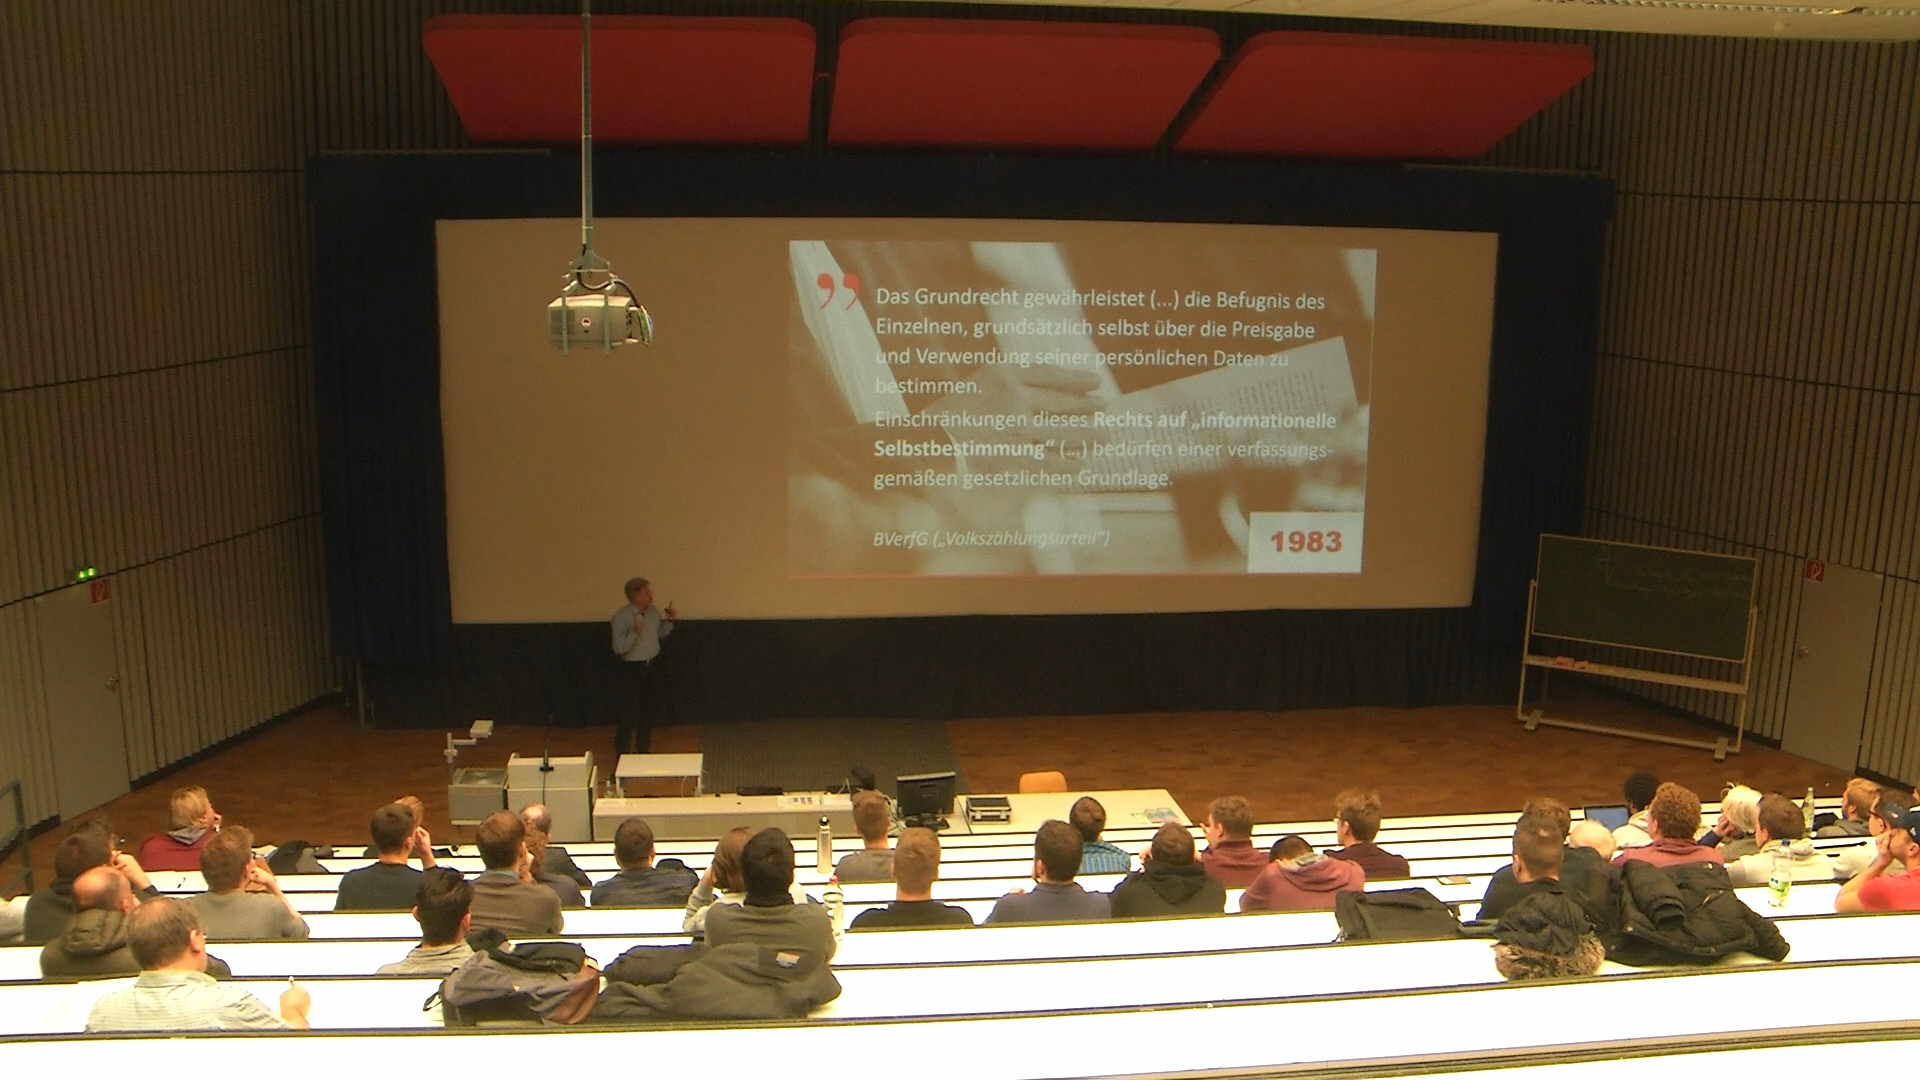 ” Das Grundrecht gewährleistet (...) die Befugnis des
Einzelnen, grundsätzlich selbst über die Preisgabe
und Verwendung seiner persönlichen Daten zu
bestimmen.
Einschränkungen dieses Rechts auf „informationelle
Selbstbestimmung“ (...) bedürfen einer verfassungs-
gemäßen gesetzlichen Grundlage.
BVerfG („Volkszählungsurteil“)
1983